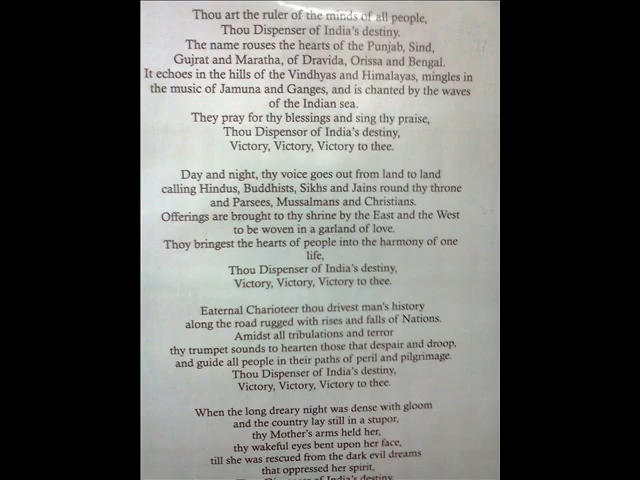 Thou art the ruler of the minds of all people,
Thou Dispenser of India's destiny.
The name rouses the hearts of the Punjab, Sind,
Gujrat and Maratha, of Dravida, Orissa and Bengal.
It echoes in the hills of the Vindhyas and Himalayas, mingles in
the music of Jamuna and Ganges, and is chanted by the waves
of the Indian sea.
They pray for thy blessings and sing thy praise,
Thou Dispensor of India's destiny,
Victory, Victory, Victory to thee.
Day and night, thy voice goes out from land to land
calling Hindus, Buddhists, Sikhs and Jains round thy throne
and Parsees, Mussalmans and Christians.
Offerings are brought to thy shrine by the East and the West
to be woven in a garland of love.
Thoy bringest the hearts of people into the harmony of one
life,
Thou Dispenser of India's destiny,
Victory, Victory, Victory to thee.
Eaternal Charioteer thou drivest man's history
along the road rugged with rises and falls of Nations.
Amidst all tribulations and terror
thy trumpet sounds to hearten those that despair and droop,
and guide all people in their paths of peril and pilgrimage.
Thou Dispenser of India's destiny,
Victory, Victory, Victory to thee.
When the long dreary night was dense with gloom
and the country lay still in a stupor,
thy Mother's arms held her,
thy wakeful eyes bent upon her face,
till she was rescued from the dark evil dreams
that oppressed her spirit,
Thou Dispenser of India's destiny